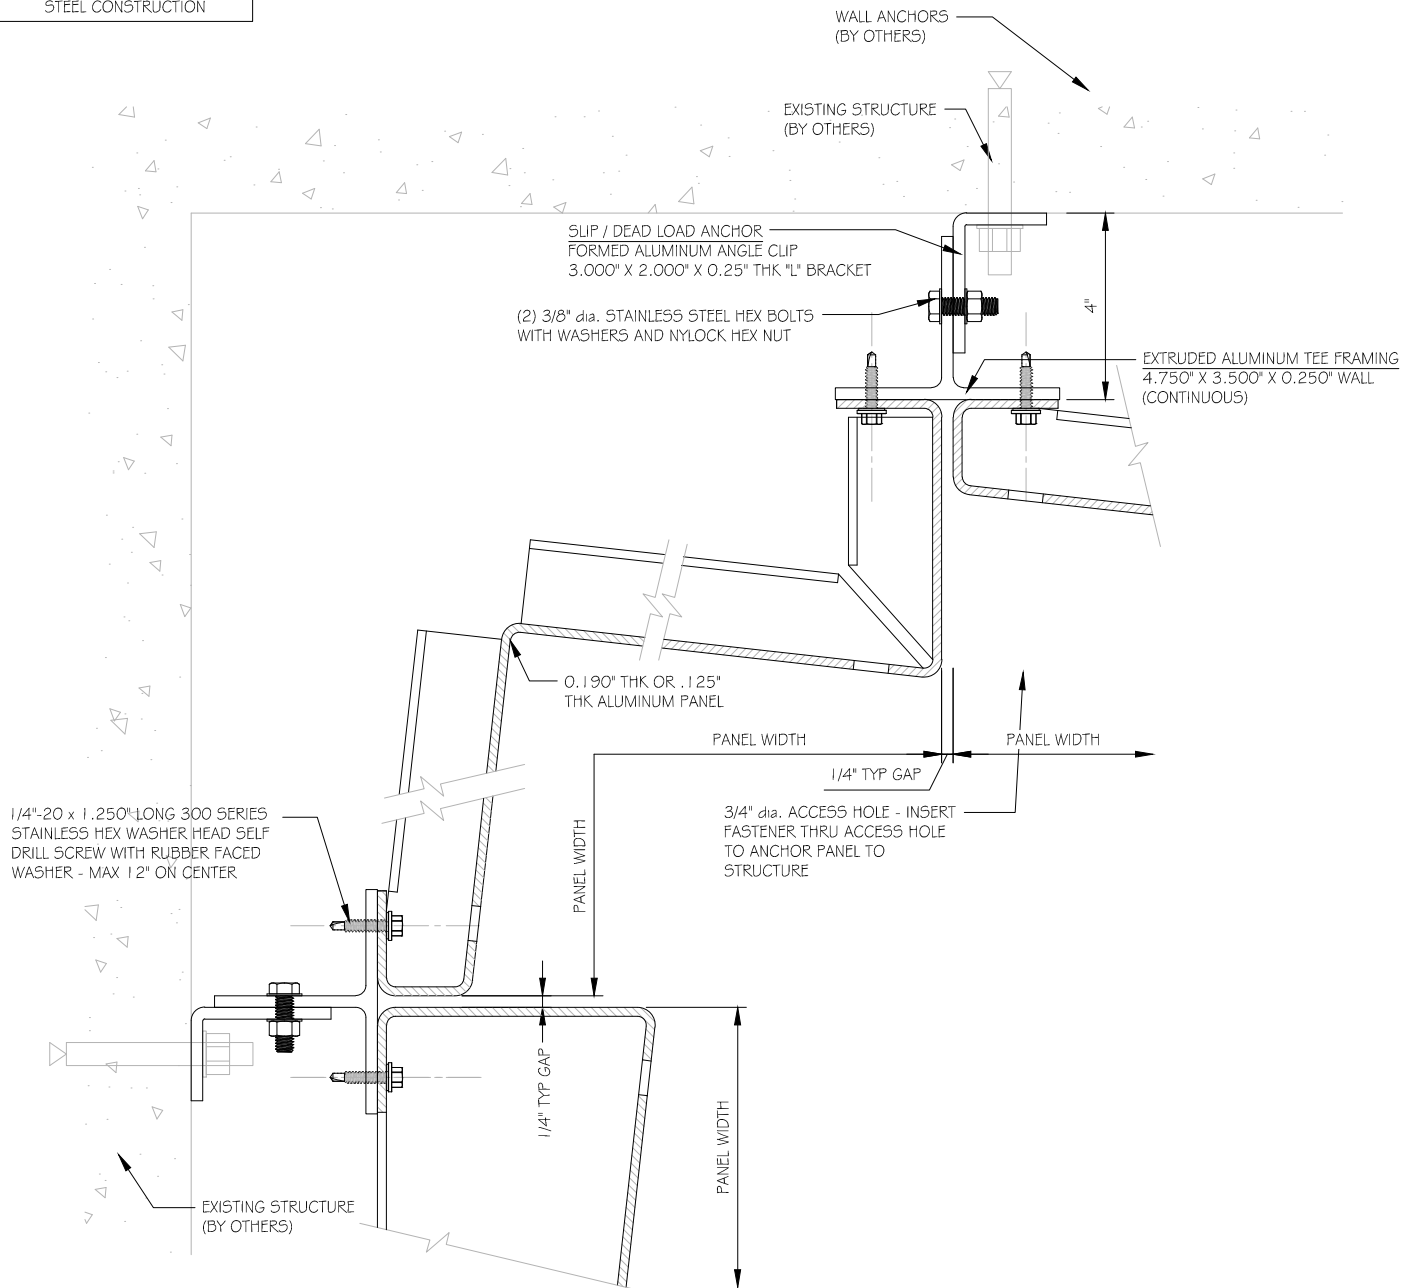 STEEL CONSTRUCTION
WALL ANCHORS
(BY OTHERS)
EXISTING STRUCTURE
(BY OTHERS)
SLIP / DEAD LOAD ANCHOR
FORMED ALUMINUM ANGLE CLIP
3.000" X 2.000" X 0.25" THK "L" BRACKET
(2) 3/8" dia. STAINLESS STEEL HEX BOLTS
WITH WASHERS AND NYLOCK HEX NUT
4"
EXTRUDED ALUMINUM TEE FRAMING
4.750" X 3.500" X 0.250" WALL
(CONTINUOUS)
0.190" THK OR .125"
THK ALUMINUM PANEL
PANEL WIDTH
PANEL WIDTH
1/4" TYP GAP
3/4" dia. ACCESS HOLE - INSERT
FASTENER THRU ACCESS HOLE
TO ANCHOR PANEL TO
STRUCTURE
1/4"-20 x 1.250" LONG 300 SERIES
STAINLESS HEX WASHER HEAD SELF
DRILL SCREW WITH RUBBER FACED
WASHER - MAX 12" ON CENTER
PANEL WIDTH
1/4" TYP GAP
PANEL WIDTH
EXISTING STRUCTURE
(BY OTHERS)